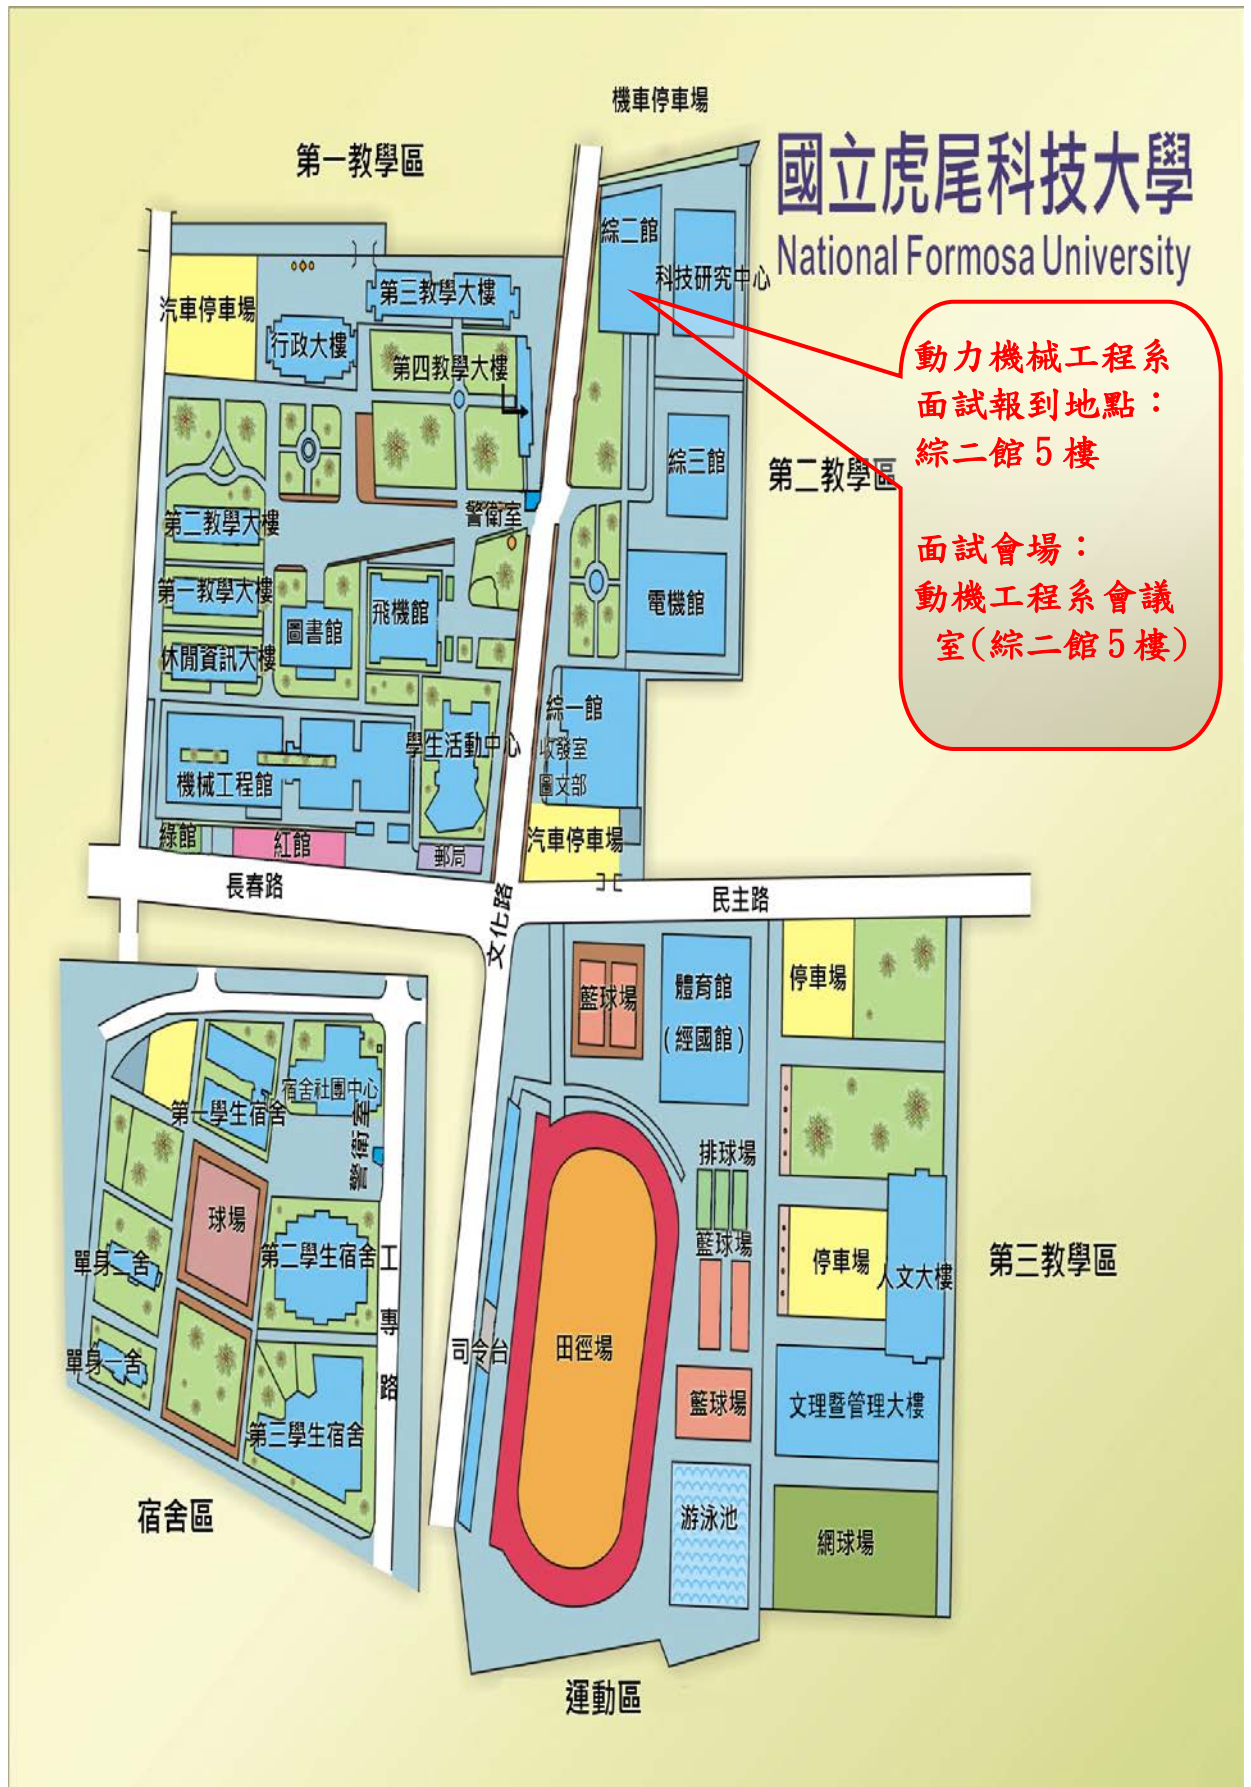 機車停車場
第一教學區
國立虎尾科技大學
National Formosa University
綜二館
科技研究中心
第三教學大樓
汽車停車場
行政大樓
第四教學大樓
動力機械工程系
面試報到地點：
綜二館5樓
面試會場：
動機工程系會議
室(綜二館5樓)
綜三館
第二教學區
警衛室
第二教學大樓
第一教學大樓
飛機館
電機館
圖書館
休閒資訊大樓
綜一館
收發室
圖文部
學生活動中心
機械工程館
綠館
紅館
郵局
汽車停車場
長春路
文化路
民主路
籃球場
體育館
(經國館)
停車場
宿舍社團中心
第一學生宿舍
警衛室
排球場
球場
籃球場
第二學生宿舍
單身二舍
工專路
停車場
人文大樓
第三教學區
司令台
田徑場
單身一舍
籃球場
文理暨管理大樓
第三學生宿舍
宿舍區
游泳池
網球場
運動區